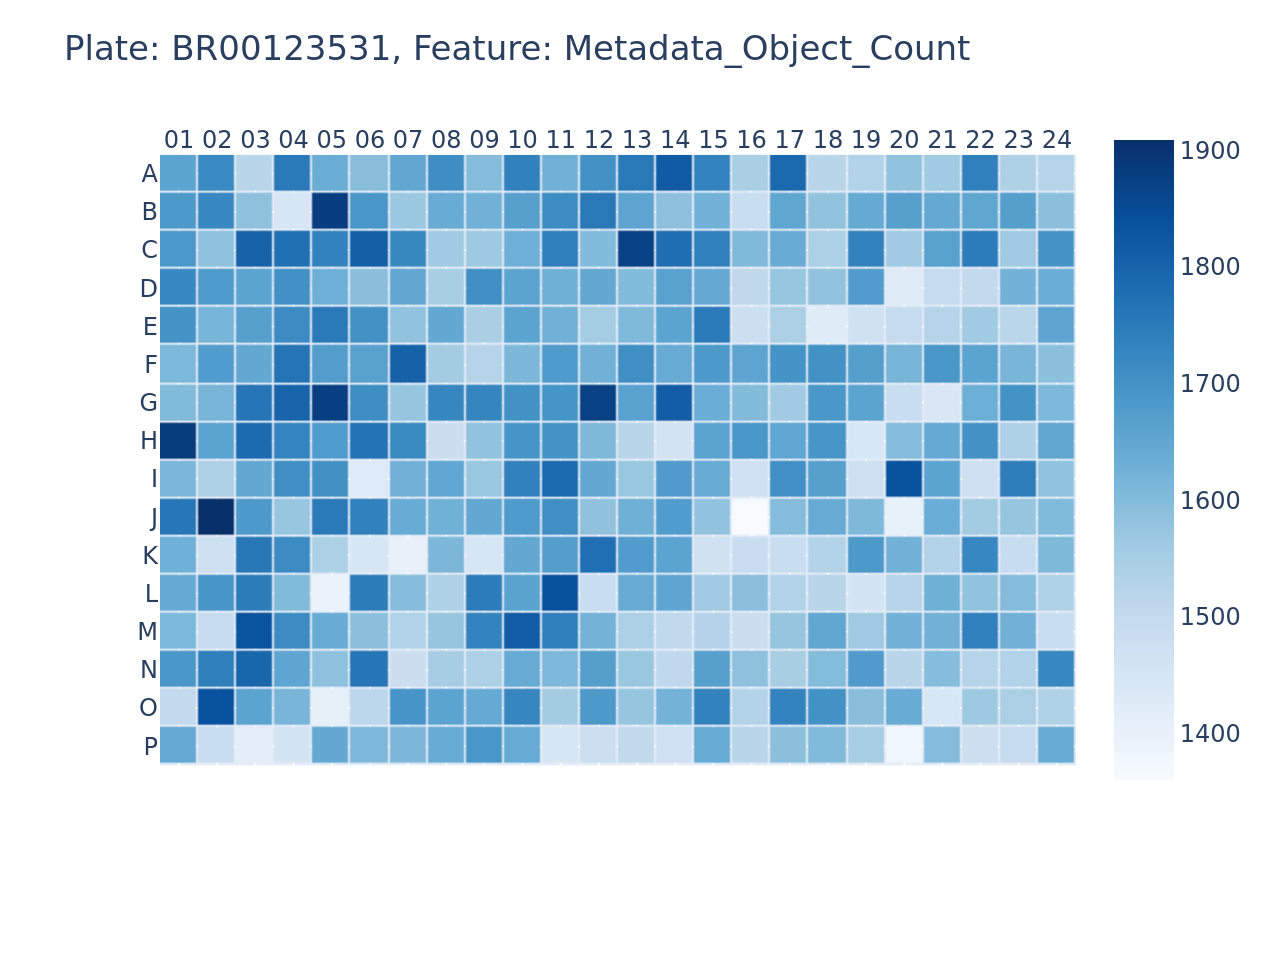 Plate: BR00123531, Feature: Metadata_Object_Count
01 02 03 04 05 06 07 08 09 10 11 12 13 14 15 16 17 18 19 20 21 22 23 24
A
B
C
D
E
F
G
H
I
J
K
L
M
N
O
P
1900
1800
1700
1600
1500
1400